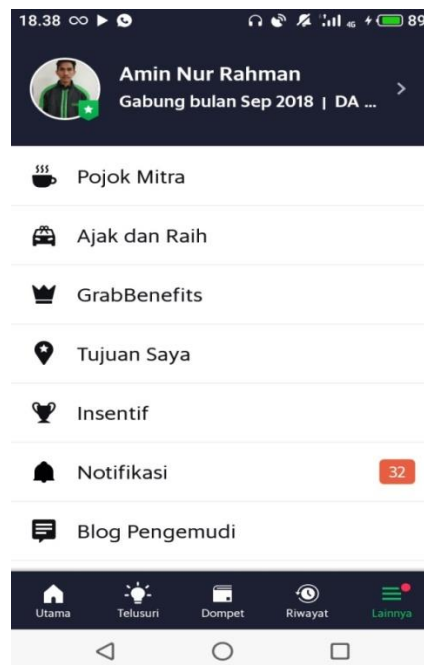 18.38
4G
89
Amin Nur Rahman
Gabung bulan Sep 2018 | DA ...
Pojok Mitra
Ajak dan Raih
GrabBenefits
Tujuan Saya
Insentif
Notifikasi
32
Blog Pengemudi
Utama Telusuri Dompet Riwayat Lainnya